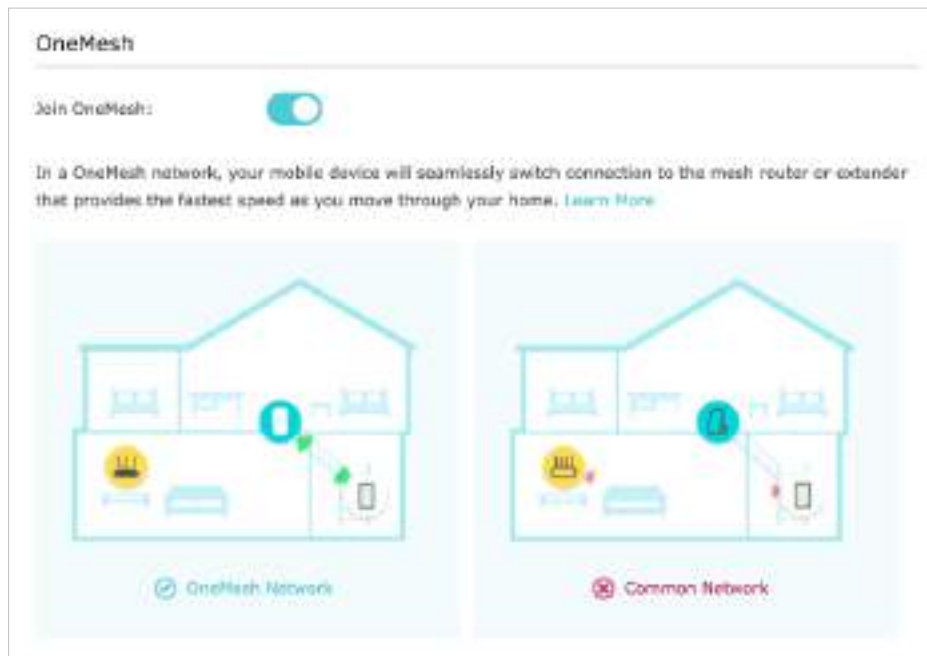 OneMesh
Join OneMesh:
In a OneMesh network, your mobile device will seamlessly switch connection to the mesh router or extender
that provides the fastest speed as you move through your home. Learn More
OneMesh Network
Common Network